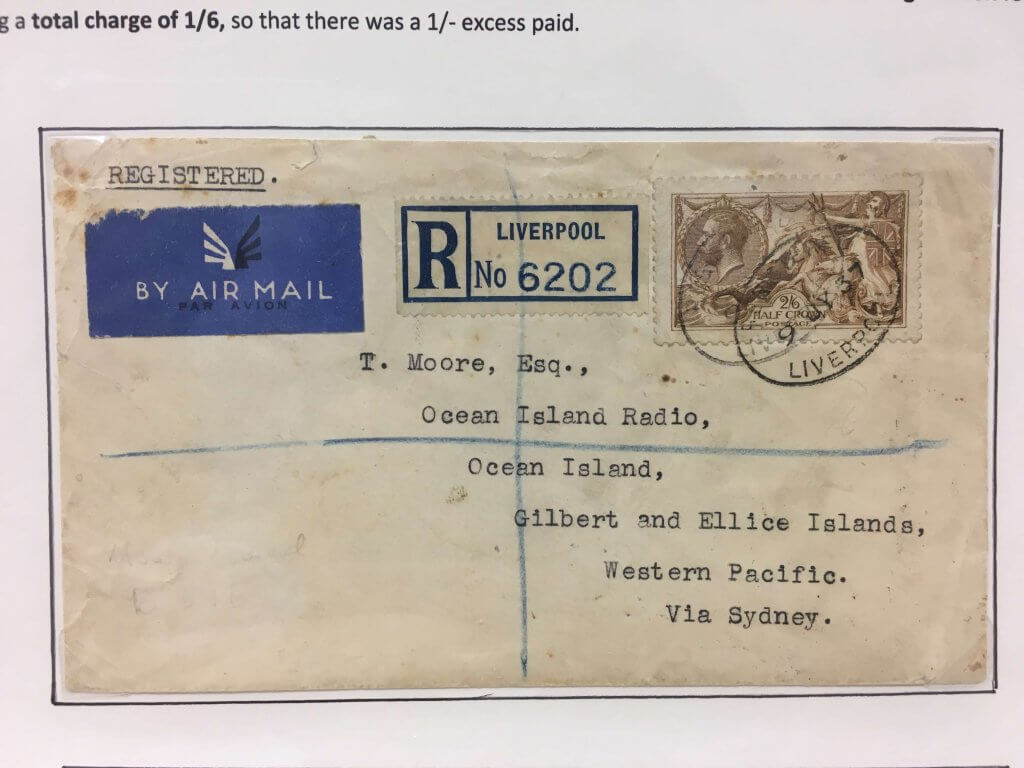 g a total charge of 1/6, so that there was a 1/- excess paid.
REGISTERED.
BY AIR MAIL
PAR AVION
R
LIVERPOOL
No 6202
2/6
HALF CROWN
POSTAGE
LIVERPOOL
T. Moore, Esq.,
Ocean Island Radio,
Ocean Island,
Gilbert and Ellice Islands,
Western Pacific.
Via Sydney.